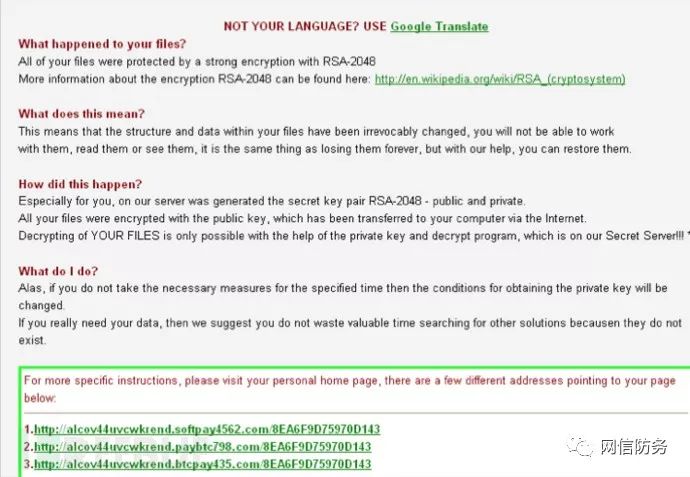 NOT YOUR LANGUAGE? USE Google Translate
What happened to your files?
All of your files were protected by a strong encryption with RSA-2048
More information about the encryption RSA-2048 can be found here: http://en.wikipedia.org/wiki/RSA_(cryptosystem)
What does this mean?
This means that the structure and data within your files have been irrevocably changed, you will not be able to work
with them, read them or see them, it is the same thing as losing them forever, but with our help, you can restore them.
How did this happen?
Especially for you, on our server was generated the secret key pair RSA-2048 - public and private.
All your files were encrypted with the public key, which has been transferred to your computer via the Internet.
Decrypting of YOUR FILES is only possible with the help of the private key and decrypt program, which is on our Secret Server!!! *
What do I do?
Alas, if you do not take the necessary measures for the specified time then the conditions for obtaining the private key will be
changed.
If you really need your data, then we suggest you do not waste valuable time searching for other solutions becausen they do not
exist.
For more specific instructions, please visit your personal home page, there are a few different addresses pointing to your page
below:
1.http://alcov44uvcwkrend.softpay4562.com/8EA6F9D75970D143
2.http://alcov44uvcwkrend.paybtc798.com/8EA6F9D75970D143
3.http://alcov44uvcwkrend.btcpay435.com/8EA6F9D75970D143
网信防务